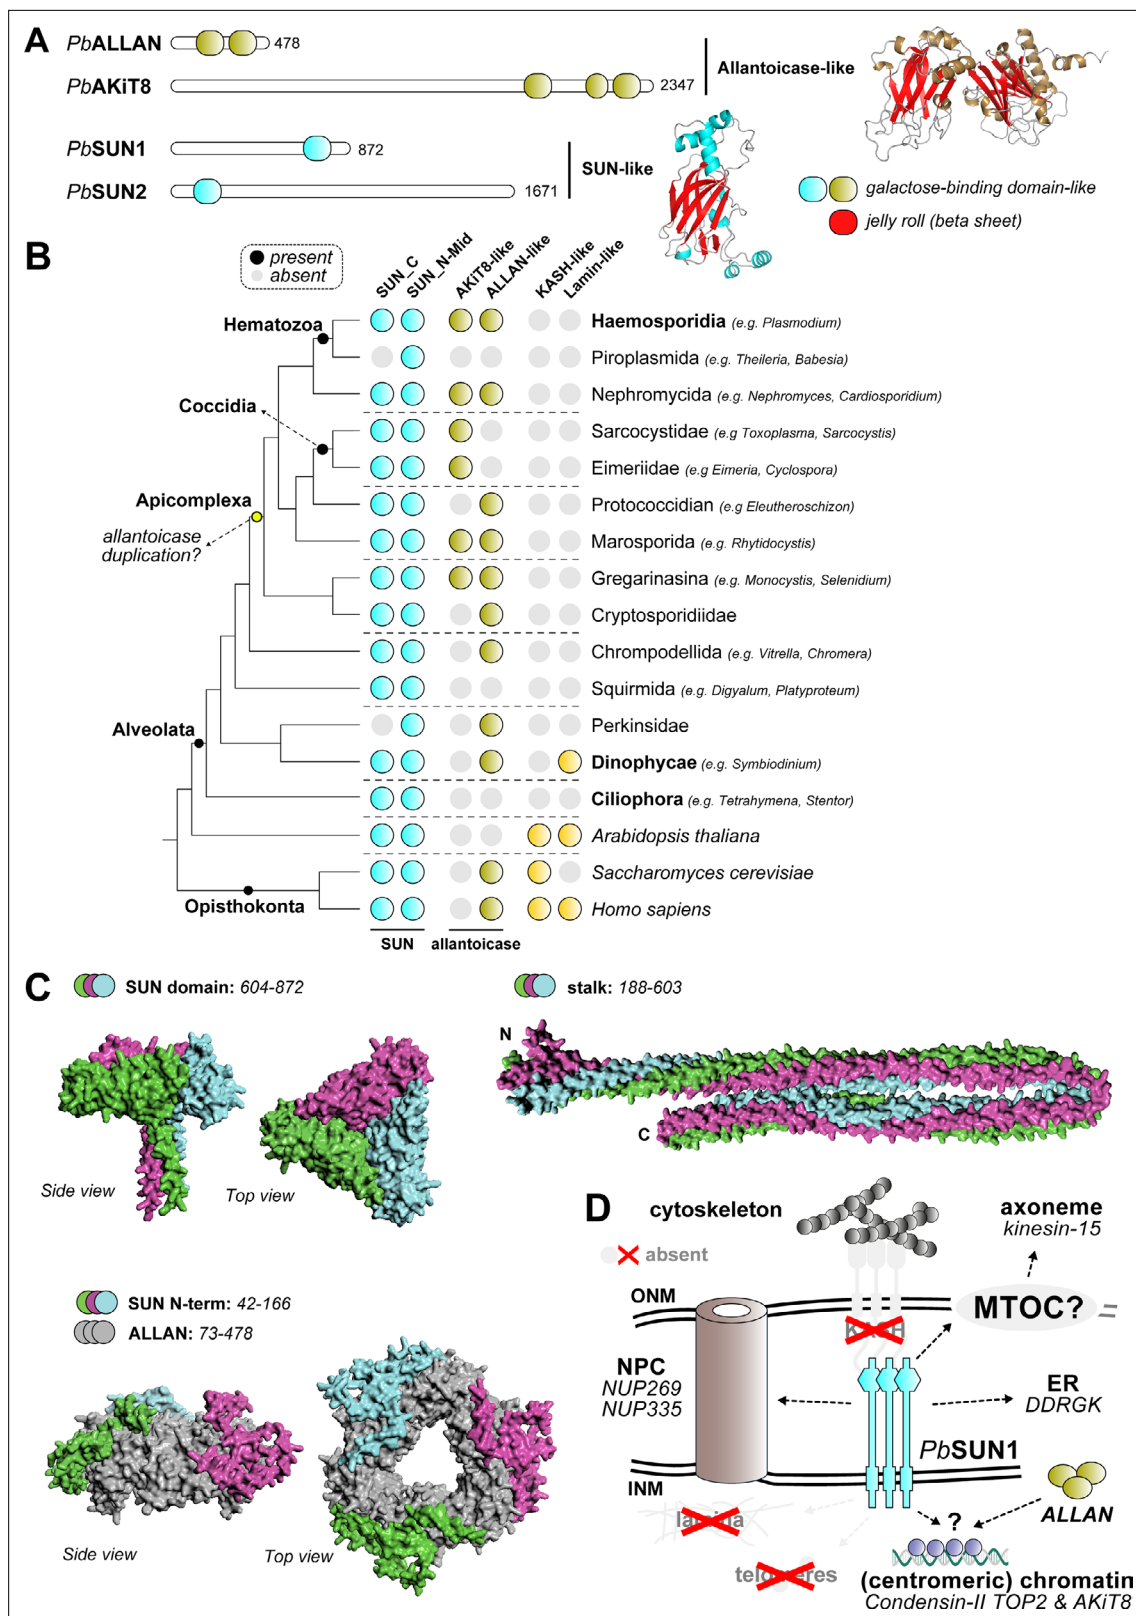 A
PbALLAN
478
PbAKiT8
2347
Allantoicase-like
PbSUN1
872
SUN-like
PbSUN2
1671
galactose-binding domain-like
jelly roll (beta sheet)
B
present
absent
SUN_C
SUN_N-Mid
AKiT8-like
ALLAN-like
KASH-like
Lamin-like
Hematozoa
Haemosporidia (e.g. Plasmodium)
Piroplasmida (e.g. Theileria, Babesia)
Nephromycida (e.g. Nephromyces, Cardiosporidium)
Coccidia
Sarcocystidae (e.g Toxoplasma, Sarcocystis)
Eimeriidae (e.g Eimeria, Cyclospora)
Apicomplexa
Protococcidian (e.g Eleutheroschizon)
allantoicase
duplication?
Marosporida (e.g. Rhytidocystis)
Gregarinasina (e.g. Monocystis, Selenidium)
Cryptosporidiidae
Chrompodellida (e.g. Vitrella, Chromera)
Squirmida (e.g. Digyalum, Platyproteum)
Alveolata
Perkinsidae
Dinophycae (e.g. Symbiodinium)
Ciliophora (e.g. Tetrahymena, Stentor)
Arabidopsis thaliana
Saccharomyces cerevisiae
Opisthokonta
Homo sapiens
SUN
allantoicase
C
SUN domain: 604-872
stalk: 188-603
N
C
Side view
Top view
SUN N-term: 42-166
ALLAN: 73-478
Side view
Top view
D
cytoskeleton
absent
axoneme
kinesin-15
ONM
MTOC?
KASH
NPC
NUP269
NUP335
ER
DDRGK
PbSUN1
INM
lamina
ALLAN
?
telomeres
(centromeric) chromatin
Condensin-II TOP2 & AKiT8